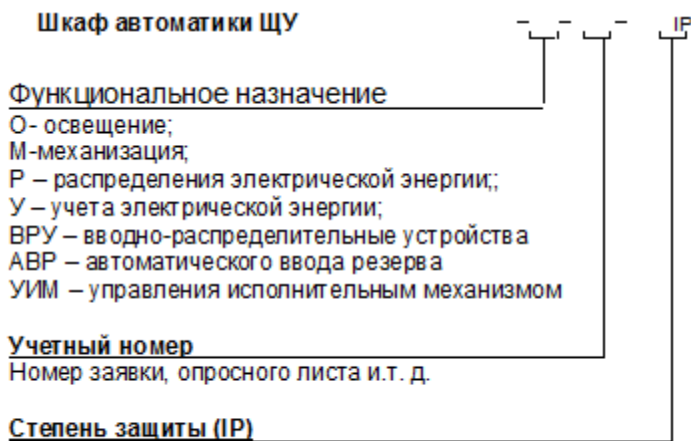 Шкаф автоматики ЩУ - - - IP
Функциональное назначение
О- освещение;
М-механизация;
Р – распределения электрической энергии;;
У – учета электрической энергии;
ВРУ – вводно-распределительные устройства
АВР – автоматического ввода резерва
УИМ – управления исполнительным механизмом
Учетный номер
Номер заявки, опросного листа и.т. д.
Степень защиты (IP)